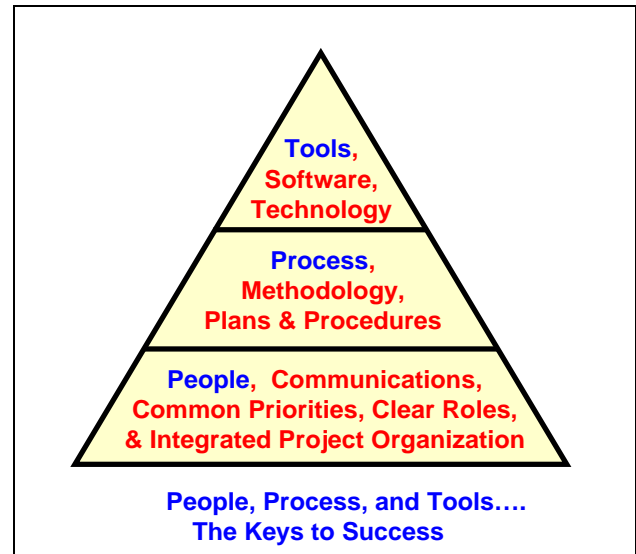 Tools,
Software,
Technology
Process,
Methodology,
Plans & Procedures
People, Communications,
Common Priorities, Clear Roles,
& Integrated Project Organization
People, Process, and Tools....
The Keys to Success